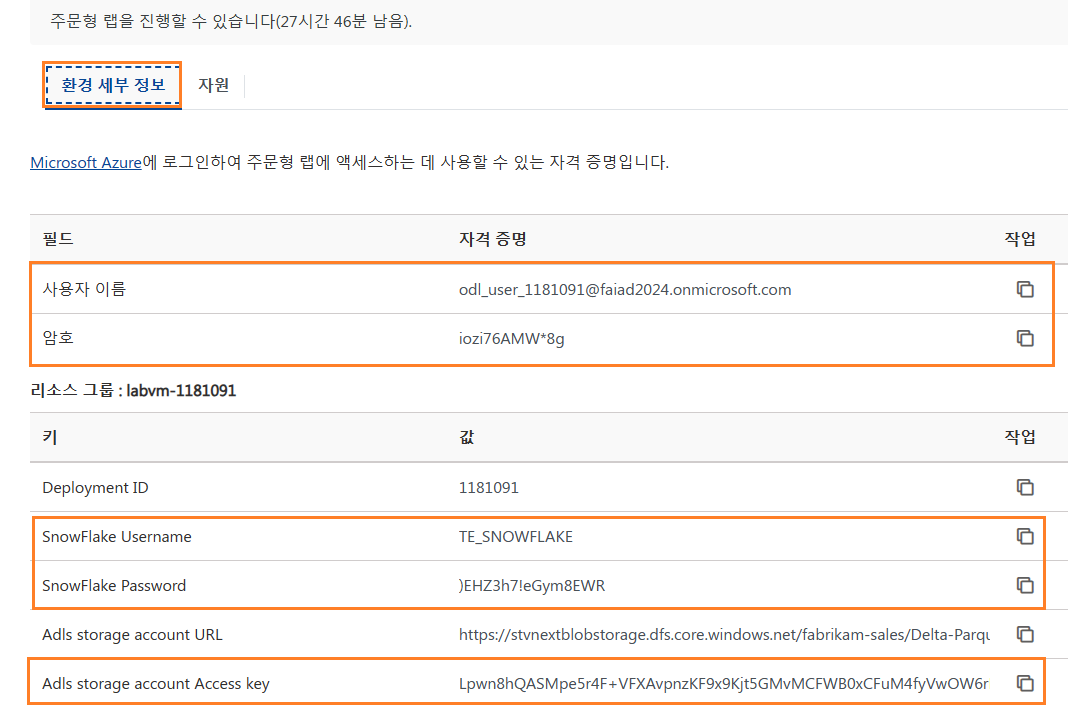 주문형 랩을 진행할 수 있습니다(27시간 46분 남음).
환경 세부 정보 자원
Microsoft Azure에 로그인하여 주문형 랩에 액세스하는 데 사용할 수 있는 자격 증명입니다.
필드 자격 증명 작업
사용자 이름 odl_user_1181091@faiad2024.onmicrosoft.com
암호 iozi76AMW*8g
리소스 그룹 : labvm-1181091
키 값 작업
Deployment ID 1181091
SnowFlake Username TE_SNOWFLAKE
SnowFlake Password )EHZ3h7!eGym8EWR
Adls storage account URL https://stvnextblobstorage.dfs.core.windows.net/fabrikam-sales/Delta-Parqu
Adls storage account Access key Lpwn8hQASMpe5r4F+VFXAvpnzKF9x9Kjt5GMvMCFWB0xCFuM4fyVwOW6r